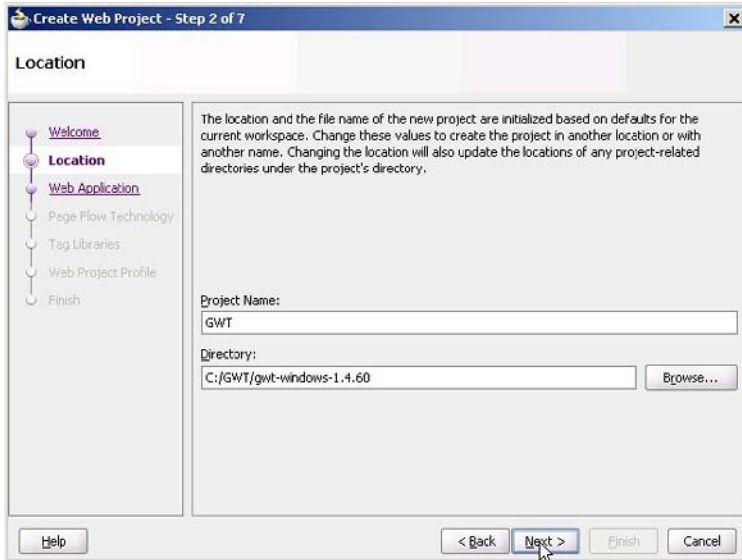 Create Web Project - Step 2 of 7
Location
Welcome
Location
Web Application
Page Flow Technology
Tag Libraries
Web Project Profile
Finish
The location and the file name of the new project are initialized based on defaults for the
current workspace. Change these values to create the project in another location or with
another name. Changing the location will also update the locations of any project-related
directories under the project's directory.
Project Name:
GWT
Directory:
C:/GWT/gwt-windows-1.4.60
Browse...
Help
< Back
Next >
Finish
Cancel